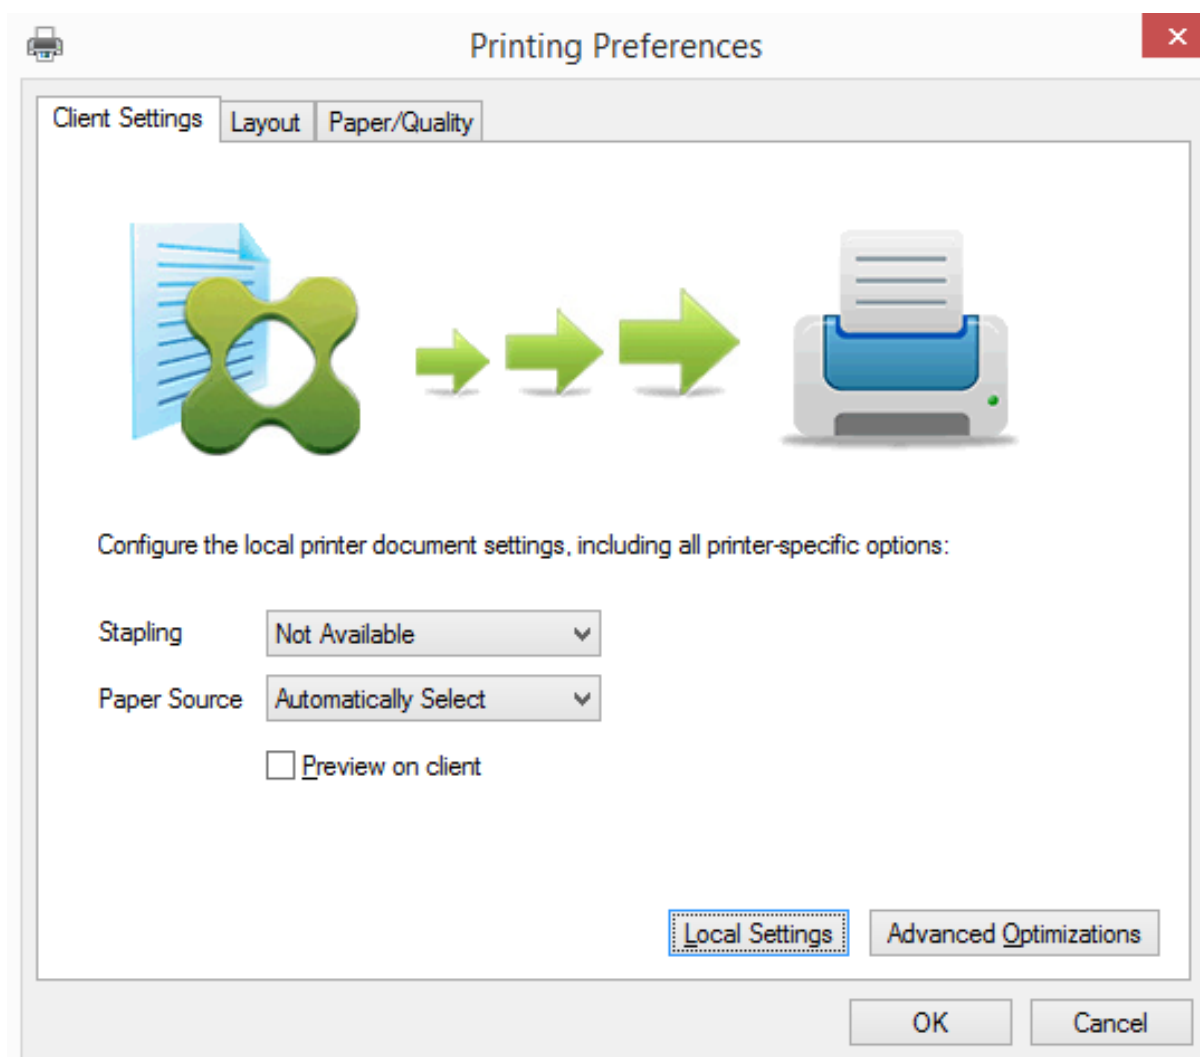 Printing Preferences
Client Settings
Layout
Paper/Quality
Configure the local printer document settings, including all printer-specific options:
Stapling
Not Available
Paper Source
Automatically Select
Preview on client
Local Settings
Advanced Optimizations
OK
Cancel